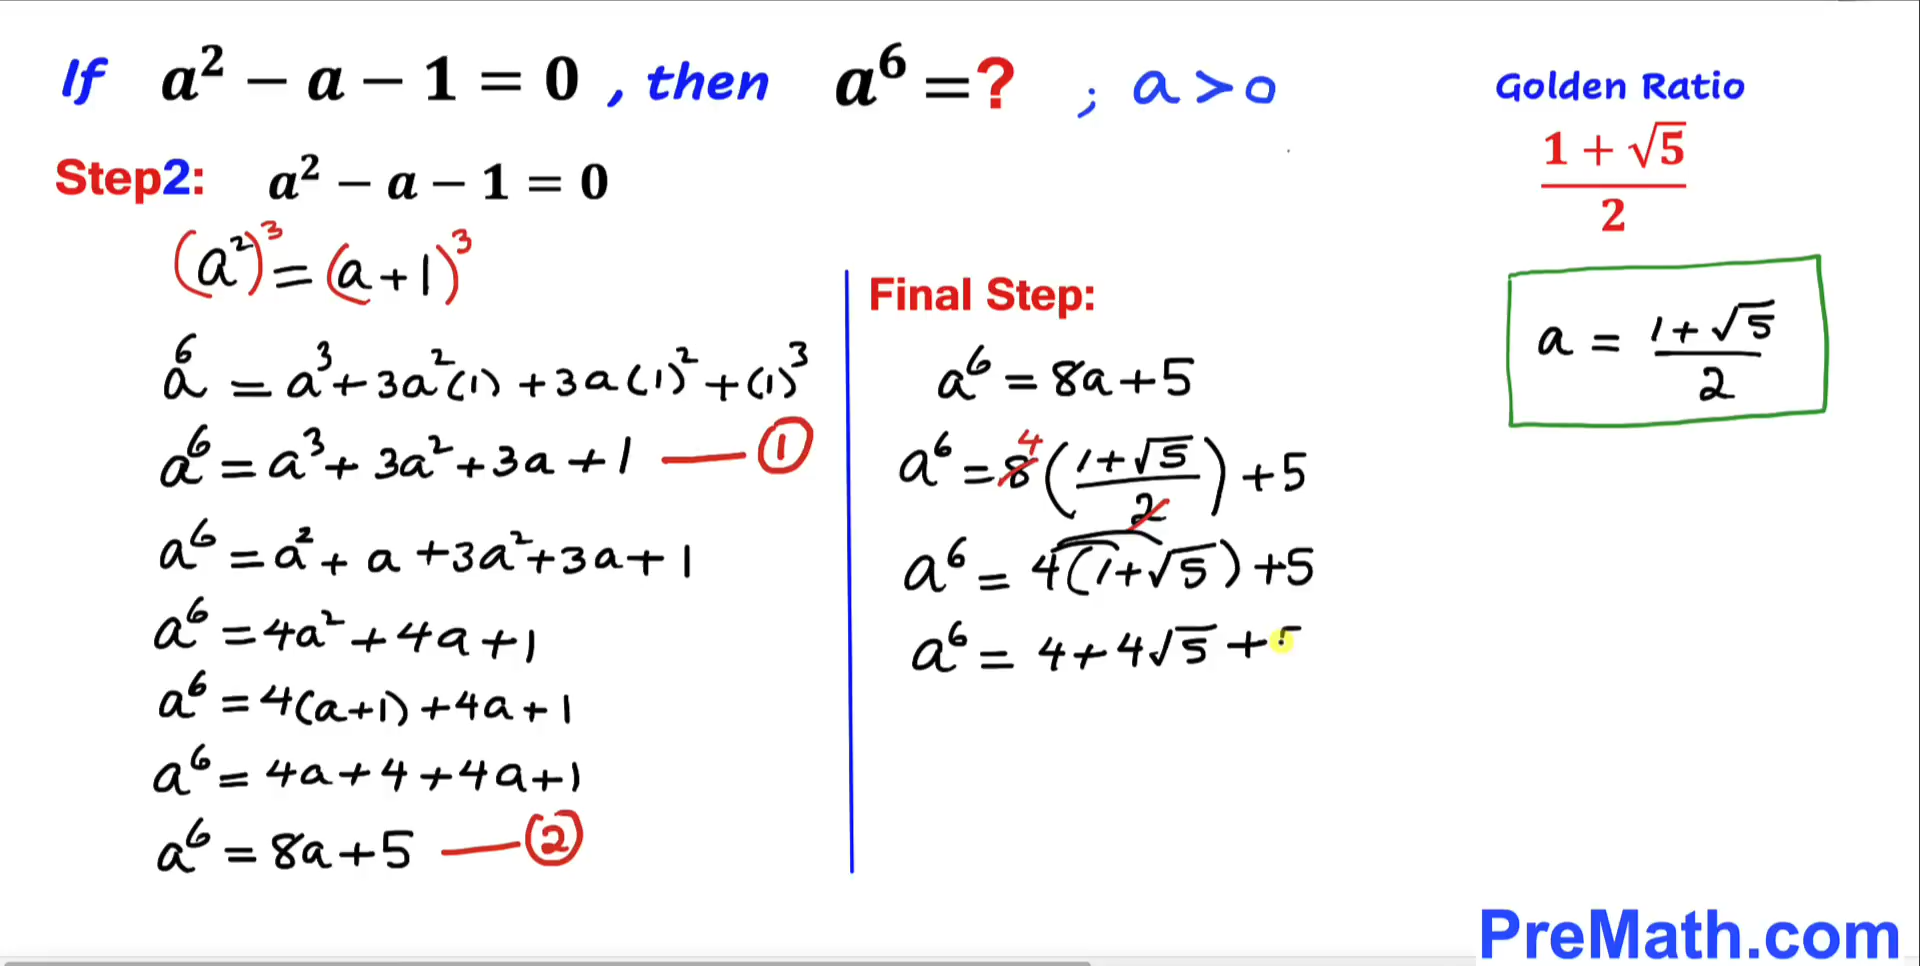 If a² − a − 1 = 0 , then a⁶ = ? ; a > 0
Golden Ratio
(1 + √5)/2
a = (1 + √5)/2
Step2: a² − a − 1 = 0
(a²)³ = (a + 1)³
a⁶ = a³ + 3a²(1) + 3a(1)² + (1)³
a⁶ = a³ + 3a² + 3a + 1 — ①
a⁶ = a² + a + 3a² + 3a + 1
a⁶ = 4a² + 4a + 1
a⁶ = 4(a+1) + 4a + 1
a⁶ = 4a + 4 + 4a + 1
a⁶ = 8a + 5 — ②
Final Step:
a⁶ = 8a + 5
4
a⁶ = 8((1 + √5)/2) + 5
a⁶ = 4(1 + √5) + 5
a⁶ = 4 + 4√5 +
PreMath.com